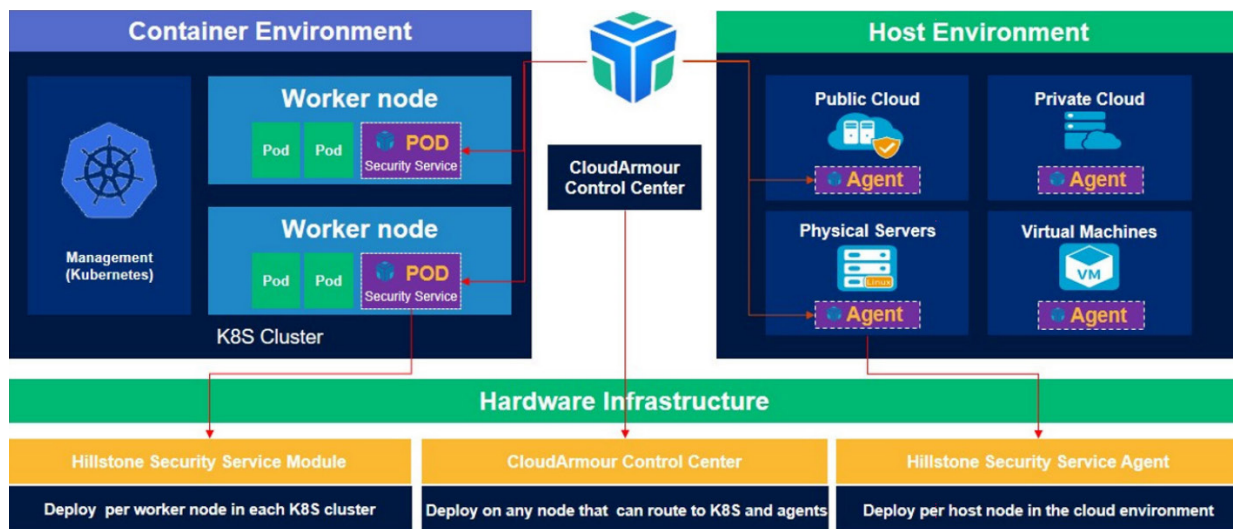 Container Environment
Host Environment
Worker node
Pod
Pod
POD
Security Service
Worker node
Pod
Pod
POD
Security Service
Management
(Kubernetes)
K8S Cluster
CloudArmour
Control Center
Public Cloud
Agent
Private Cloud
Agent
Physical Servers
Linux
Agent
Virtual Machines
VM
Agent
Hardware Infrastructure
Hillstone Security Service Module
Deploy per worker node in each K8S cluster
CloudArmour Control Center
Deploy on any node that can route to K8S and agents
Hillstone Security Service Agent
Deploy per host node in the cloud environment